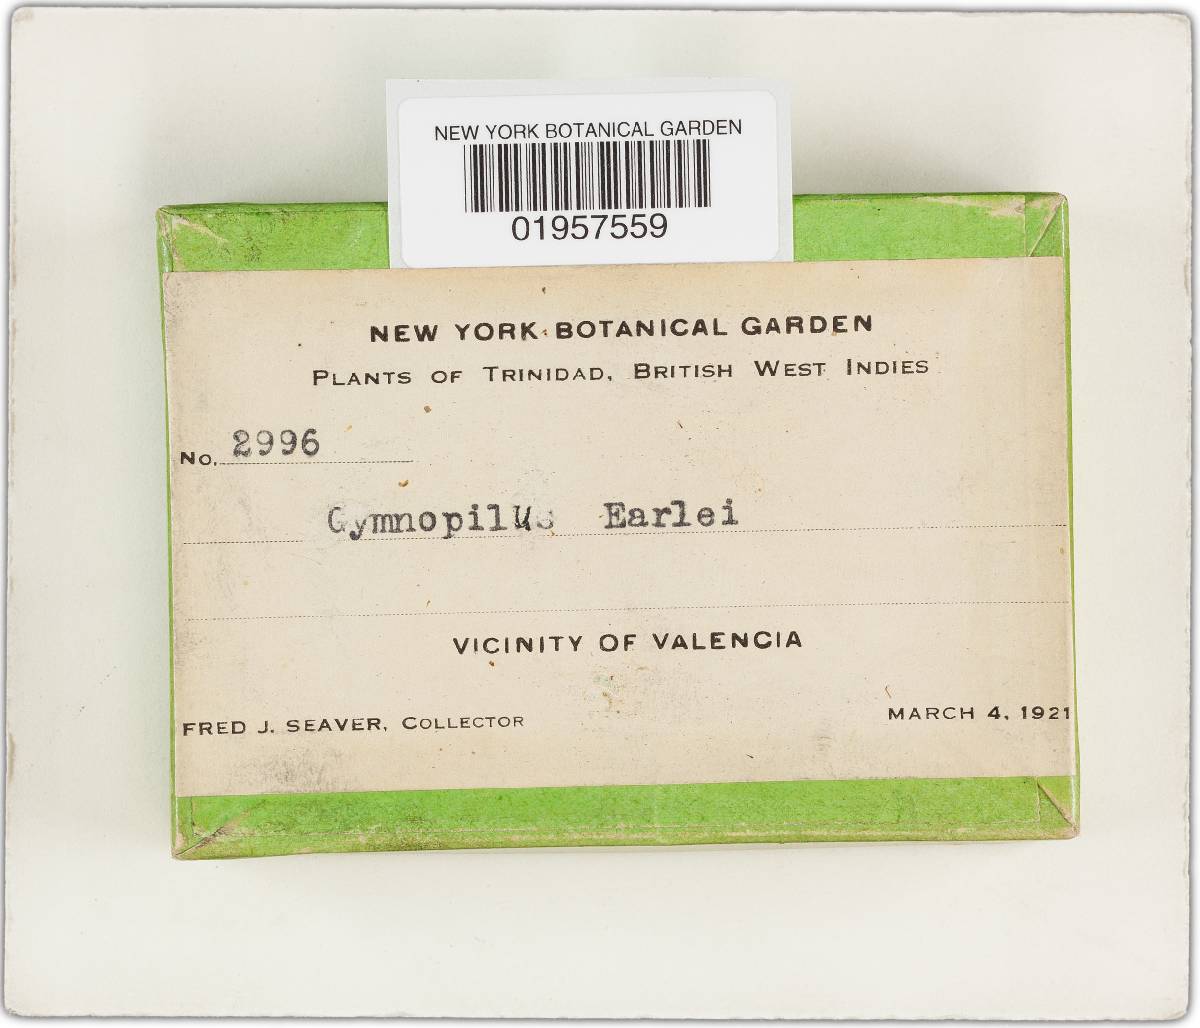 NEW YORK BOTANICAL GARDEN
01957559
NEW YORK BOTANICAL GARDEN
PLANTS OF TRINIDAD, BRITISH WEST INDIES
No. 2996
Gymnopilus Earlei
VICINITY OF VALENCIA
FRED J. SEAVER, COLLECTOR
MARCH 4, 1921